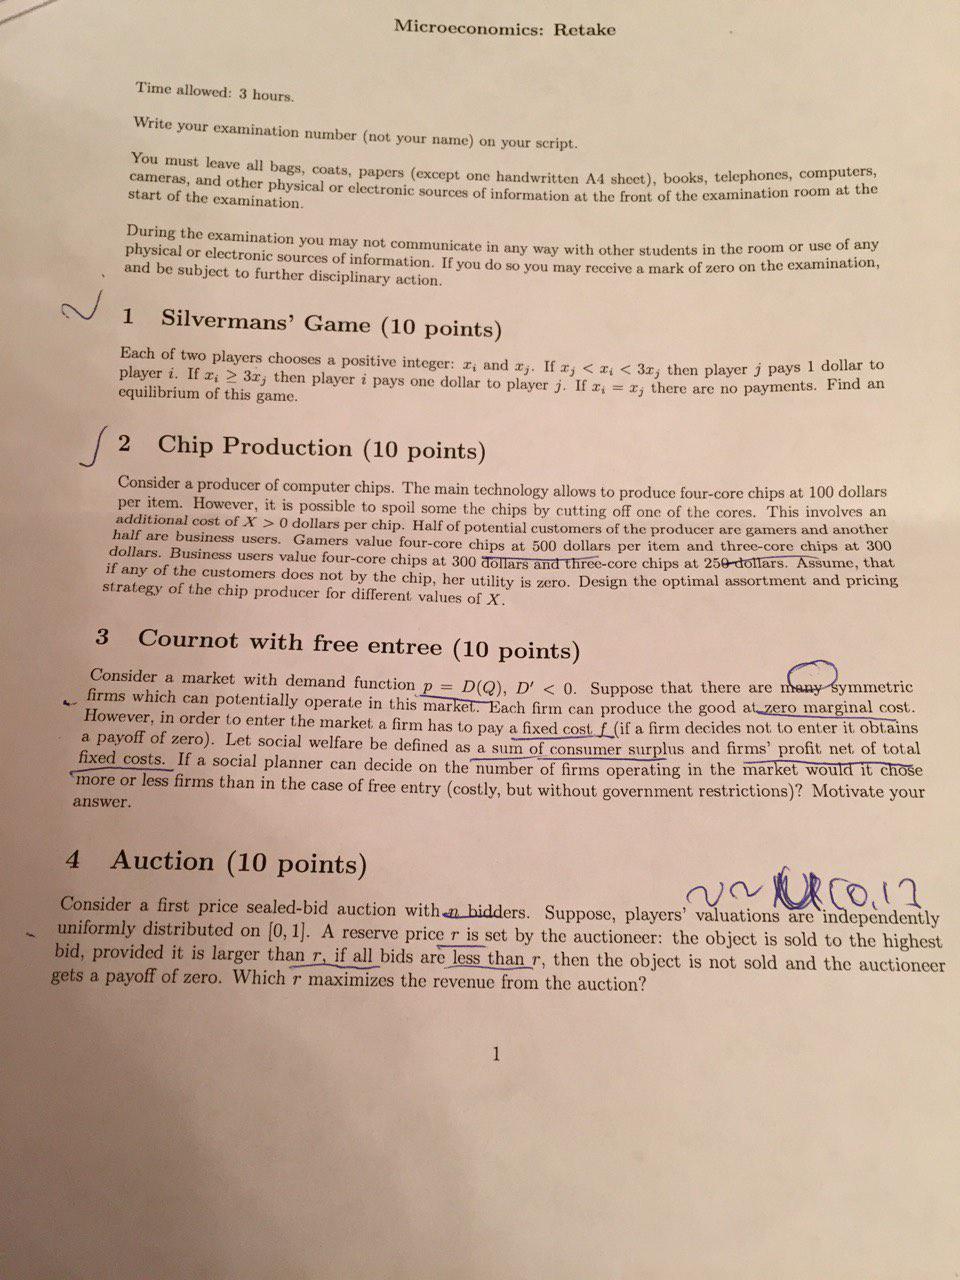 Microeconomics: Retake
Time allowed: 3 hours.
Write your examination number (not your name) on your script.
You must leave all bags, coats, papers (except one handwritten A4 sheet), books, telephones, computers,
cameras, and other physical or electronic sources of information at the front of the examination room at the
start of the examination.
During the examination you may not communicate in any way with other students in the room or use of any
physical or electronic sources of information. If you do so you may receive a mark of zero on the examination,
and be subject to further disciplinary action.
1 Silvermans' Game (10 points)
Each of two players chooses a positive integer: xᵢ and xⱼ. If xⱼ < xᵢ < 3xⱼ then player j pays 1 dollar to
player i. If xᵢ ≥ 3xⱼ then player i pays one dollar to player j. If xᵢ = xⱼ there are no payments. Find an
equilibrium of this game.
2 Chip Production (10 points)
Consider a producer of computer chips. The main technology allows to produce four-core chips at 100 dollars
per item. However, it is possible to spoil some the chips by cutting off one of the cores. This involves an
additional cost of X > 0 dollars per chip. Half of potential customers of the producer are gamers and another
half are business users. Gamers value four-core chips at 500 dollars per item and three-core chips at 300
dollars. Business users value four-core chips at 300 dollars and three-core chips at 250 dollars. Assume, that
if any of the customers does not by the chip, her utility is zero. Design the optimal assortment and pricing
strategy of the chip producer for different values of X.
3 Cournot with free entree (10 points)
Consider a market with demand function p = D(Q), D' < 0. Suppose that there are many symmetric
firms which can potentially operate in this market. Each firm can produce the good at zero marginal cost.
However, in order to enter the market a firm has to pay a fixed cost f (if a firm decides not to enter it obtains
a payoff of zero). Let social welfare be defined as a sum of consumer surplus and firms' profit net of total
fixed costs. If a social planner can decide on the number of firms operating in the market would it chose
more or less firms than in the case of free entry (costly, but without government restrictions)? Motivate your
answer.
4 Auction (10 points)
Consider a first price sealed-bid auction with n bidders. Suppose, players' valuations are independently
uniformly distributed on [0, 1]. A reserve price r is set by the auctioneer: the object is sold to the highest
bid, provided it is larger than r, if all bids are less than r, then the object is not sold and the auctioneer
gets a payoff of zero. Which r maximizes the revenue from the auction?
1